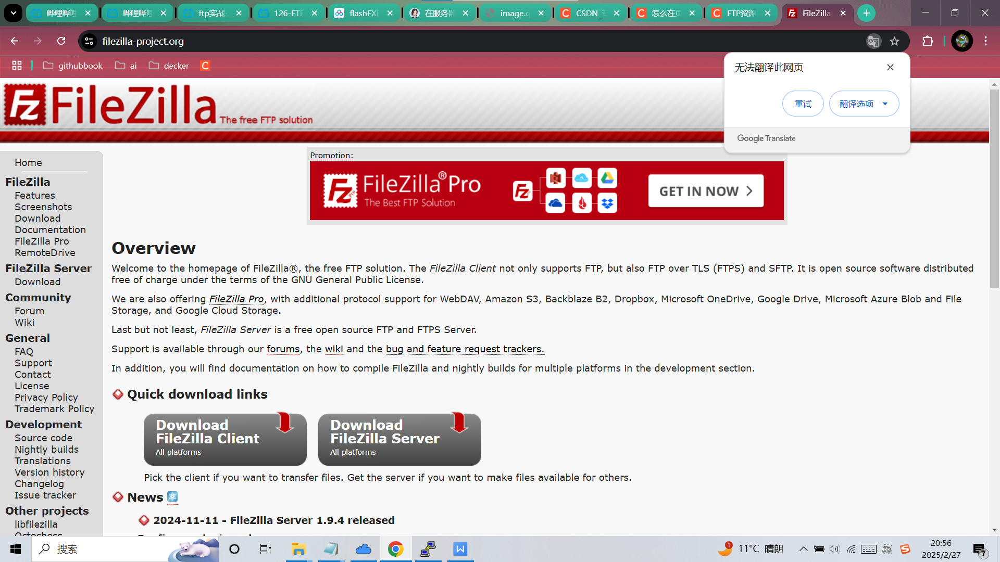 哔哩哔哩
哔哩哔哩
ftp实战
126-FTP
flashFXP
在服务器
image.q
CSDN_
怎么在页
FTP资源
FileZilla
filezilla-project.org
githubbook
ai
decker
无法翻译此网页
重试
翻译选项
Google Translate
FileZilla The free FTP solution
Promotion:
FileZilla® Pro
The Best FTP Solution
GET IN NOW
Home
FileZilla
Features
Screenshots
Download
Documentation
FileZilla Pro
RemoteDrive
FileZilla Server
Download
Community
Forum
Wiki
General
FAQ
Support
Contact
License
Privacy Policy
Trademark Policy
Development
Source code
Nightly builds
Translations
Version history
Changelog
Issue tracker
Other projects
libfilezilla
Octochess
Overview
Welcome to the homepage of FileZilla®, the free FTP solution. The FileZilla Client not only supports FTP, but also FTP over TLS (FTPS) and SFTP. It is open source software distributed
free of charge under the terms of the GNU General Public License.
We are also offering FileZilla Pro, with additional protocol support for WebDAV, Amazon S3, Backblaze B2, Dropbox, Microsoft OneDrive, Google Drive, Microsoft Azure Blob and File
Storage, and Google Cloud Storage.
Last but not least, FileZilla Server is a free open source FTP and FTPS Server.
Support is available through our forums, the wiki and the bug and feature request trackers.
In addition, you will find documentation on how to compile FileZilla and nightly builds for multiple platforms in the development section.
Quick download links
Download
FileZilla Client
All platforms
Download
FileZilla Server
All platforms
Pick the client if you want to transfer files. Get the server if you want to make files available for others.
News
2024-11-11 - FileZilla Server 1.9.4 released
搜索
1
11°C 晴朗
英
20:56
2025/2/27
7